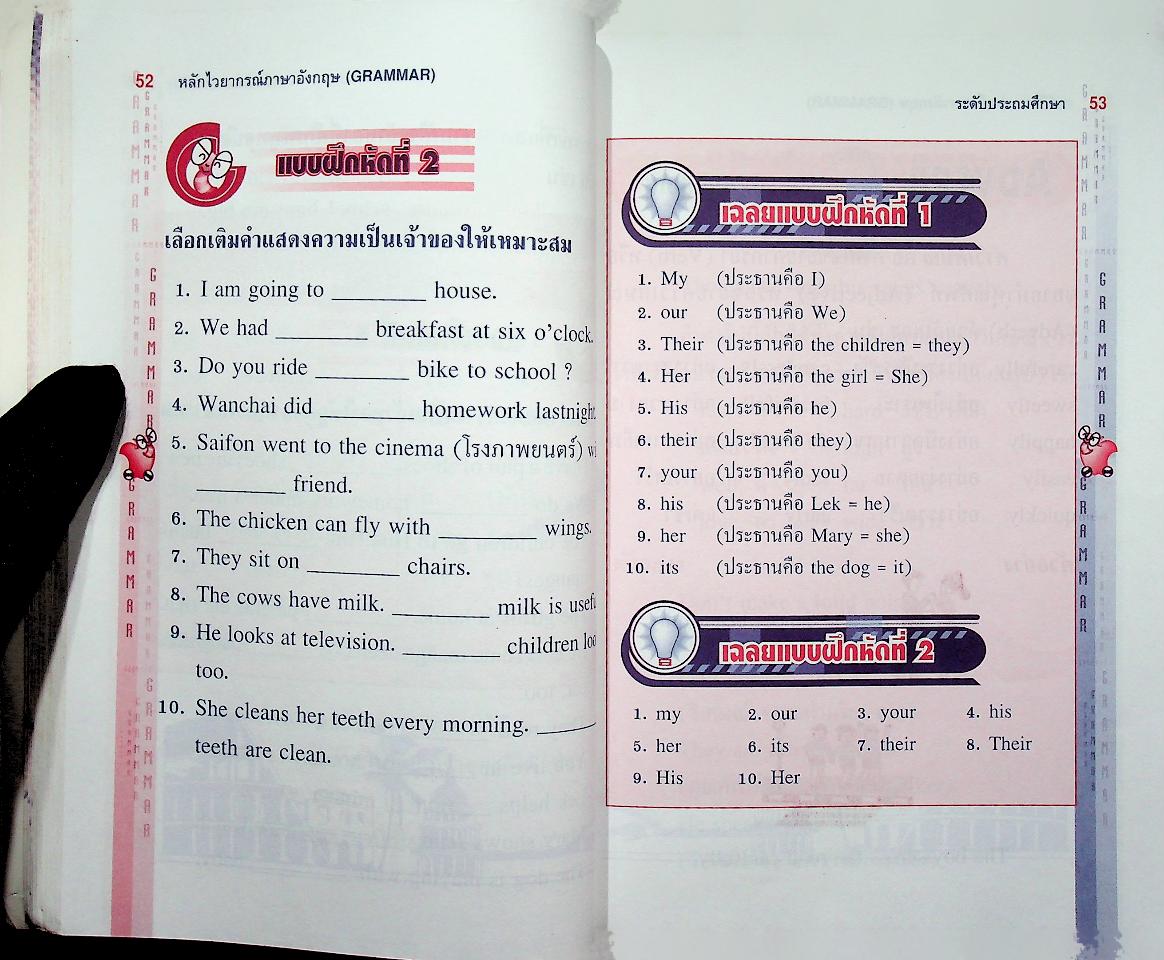 52 หลักไวยากรณ์ภาษาอังกฤษ (GRAMMAR)
แบบฝึกหัดที่ 2
เลือกเติมคำแสดงความเป็นเจ้าของให้เหมาะสม
1. I am going to ________ house.
2. We had ________ breakfast at six o'clock.
3. Do you ride ________ bike to school ?
4. Wanchai did ________ homework lastnight
5. Saifon went to the cinema (โรงภาพยนตร์)
________ friend.
6. The chicken can fly with ________ wings.
7. They sit on ________ chairs.
8. The cows have milk. ________ milk is
9. He looks at television. ________ children
too.
10. She cleans her teeth every morning. ______
teeth are clean.
GRAMMAR
GRAMMAR
ระดับประถมศึกษา 53
เฉลยแบบฝึกหัดที่ 1
1. My (ประธานคือ I)
2. our (ประธานคือ We)
3. Their (ประธานคือ the children = they)
4. Her (ประธานคือ the girl = She)
5. His (ประธานคือ he)
6. their (ประธานคือ they)
7. your (ประธานคือ you)
8. his (ประธานคือ Lek = he)
9. her (ประธานคือ Mary = she)
10. its (ประธานคือ the dog = it)
เฉลยแบบฝึกหัดที่ 2
1. my 2. our 3. your 4. his
5. her 6. its 7. their 8. Their
9. His 10. Her
GRAMMAR
GRAMMAR